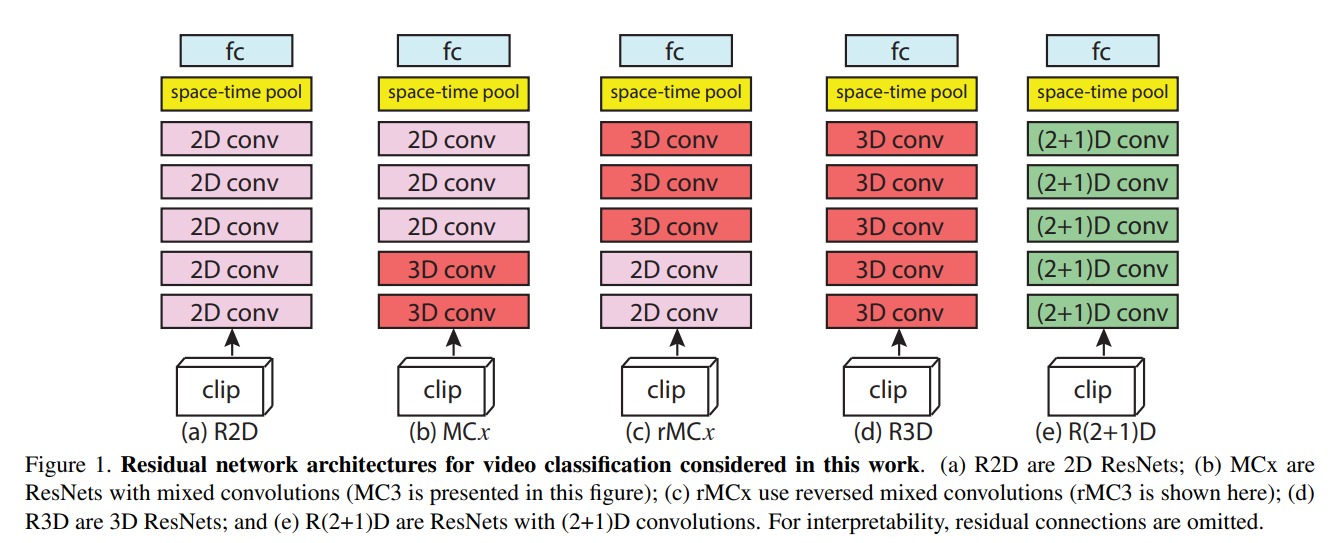 fc fc fc fc fc
space-time pool space-time pool space-time pool space-time pool space-time pool
2D conv 2D conv 3D conv 3D conv (2+1)D conv
2D conv 2D conv 3D conv 3D conv (2+1)D conv
2D conv 2D conv 3D conv 3D conv (2+1)D conv
2D conv 3D conv 2D conv 3D conv (2+1)D conv
2D conv 3D conv 2D conv 3D conv (2+1)D conv
clip clip clip clip clip
(a) R2D (b) MCx (c) rMCx (d) R3D (e) R(2+1)D
Figure 1. Residual network architectures for video classification considered in this work. (a) R2D are 2D ResNets; (b) MCx are
ResNets with mixed convolutions (MC3 is presented in this figure); (c) rMCx use reversed mixed convolutions (rMC3 is shown here); (d)
R3D are 3D ResNets; and (e) R(2+1)D are ResNets with (2+1)D convolutions. For interpretability, residual connections are omitted.